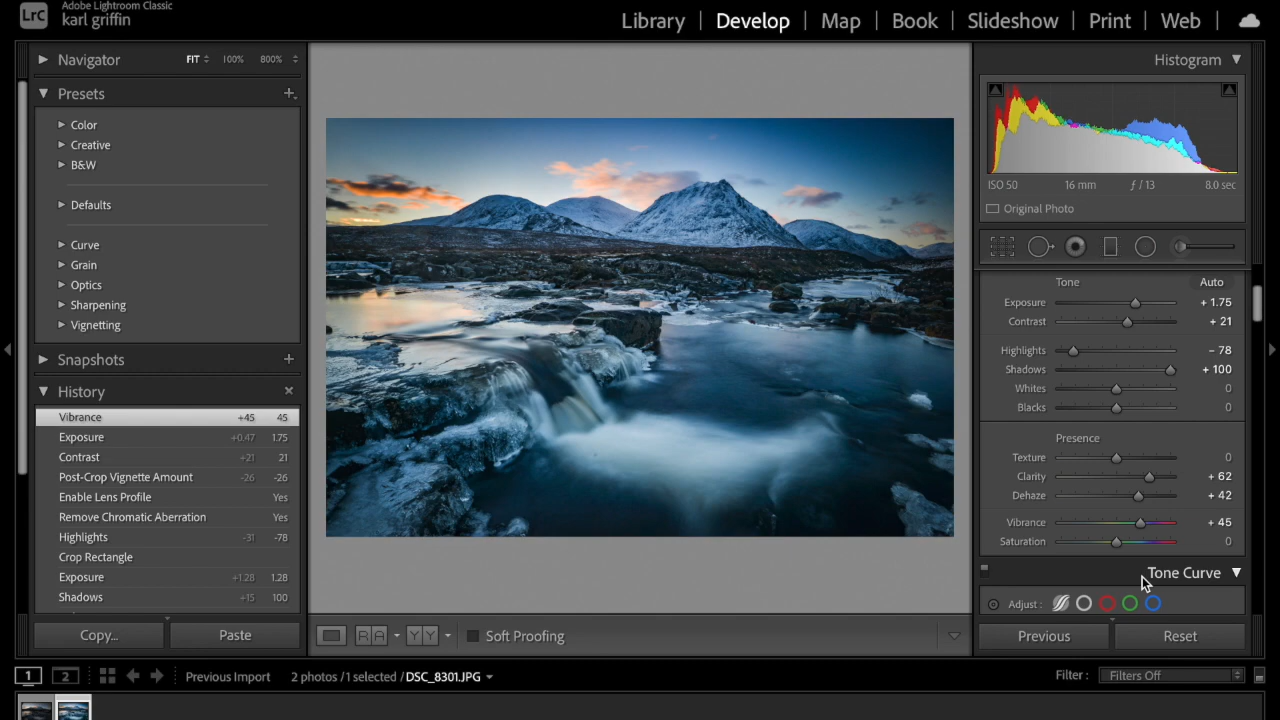 LrC
Adobe Lightroom Classic
karl griffin
Library | Develop | Map | Book | Slideshow | Print | Web
Navigator FIT 100% 800%
Presets
Color
Creative
B&W
Defaults
Curve
Grain
Optics
Sharpening
Vignetting
Snapshots
History
Vibrance +45 45
Exposure +0.47 1.75
Contrast +21 21
Post-Crop Vignette Amount -26 -26
Enable Lens Profile Yes
Remove Chromatic Aberration Yes
Highlights -31 -78
Crop Rectangle
Exposure +1.28 1.28
Shadows +15 100
Copy... Paste
RA YY Soft Proofing
Histogram
ISO 50 16 mm ƒ / 13 8.0 sec
Original Photo
Tone Auto
Exposure + 1.75
Contrast + 21
Highlights – 78
Shadows + 100
Whites 0
Blacks 0
Presence
Texture 0
Clarity + 62
Dehaze + 42
Vibrance + 45
Saturation 0
Tone Curve
Adjust :
Previous Reset
1 2 Previous Import 2 photos / 1 selected / DSC_8301.JPG Filter : Filters Off